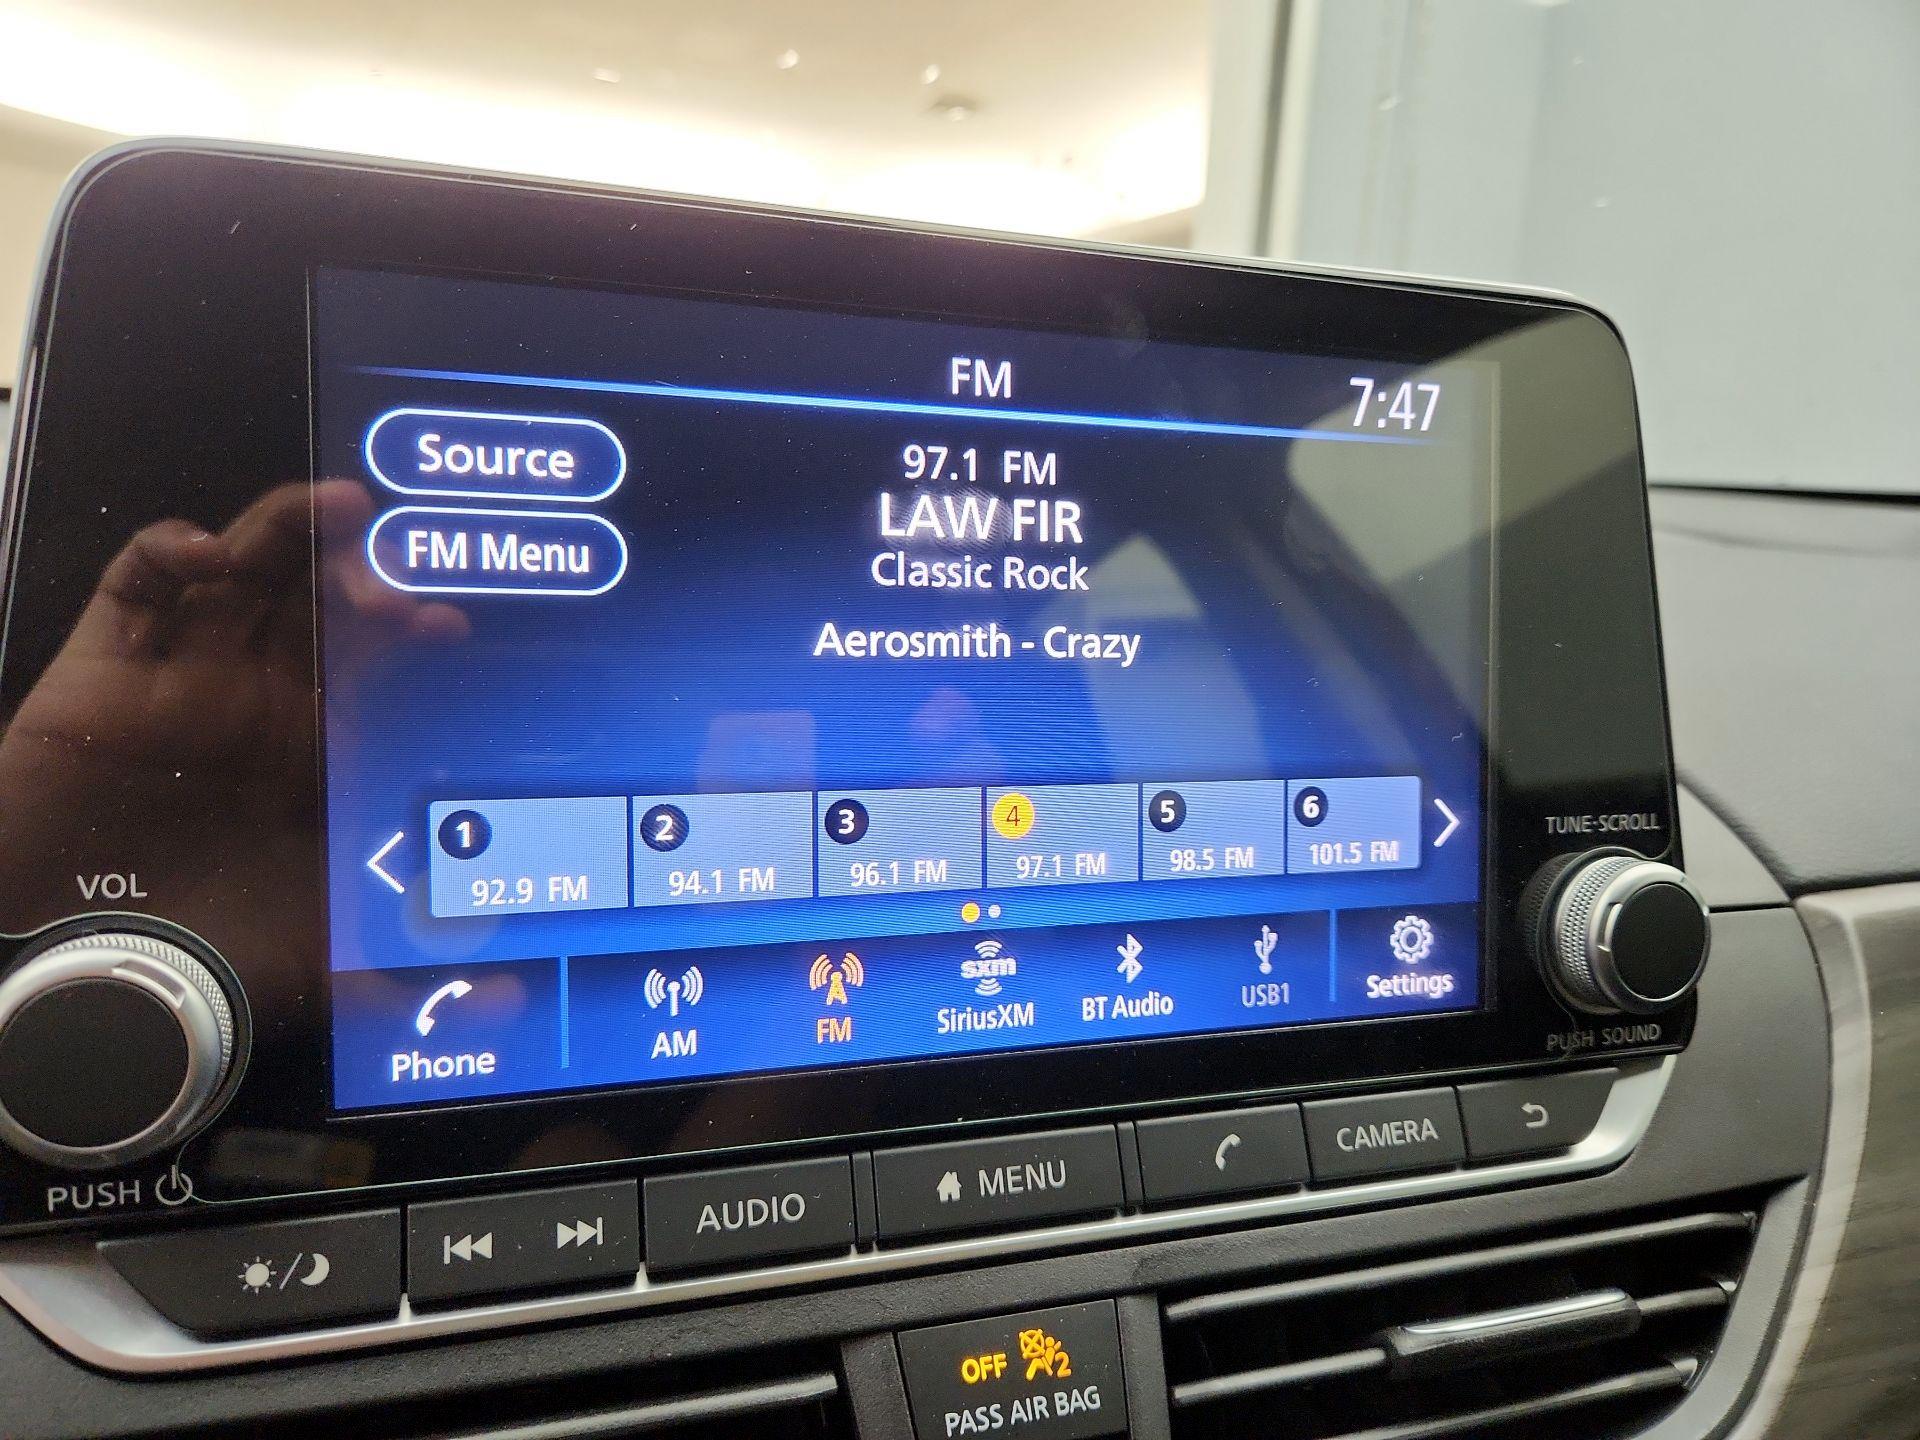 FM
7:47
Source
97.1 FM
LAW FIR
FM Menu
Classic Rock
Aerosmith - Crazy
1
2
3
4
5
6
92.9 FM
94.1 FM
96.1 FM
97.1 FM
98.5 FM
101.5 FM
Phone
AM
FM
sxm
SiriusXM
BT Audio
USB1
Settings
VOL
PUSH
TUNE·SCROLL
PUSH SOUND
AUDIO
MENU
CAMERA
OFF
2
PASS AIR BAG